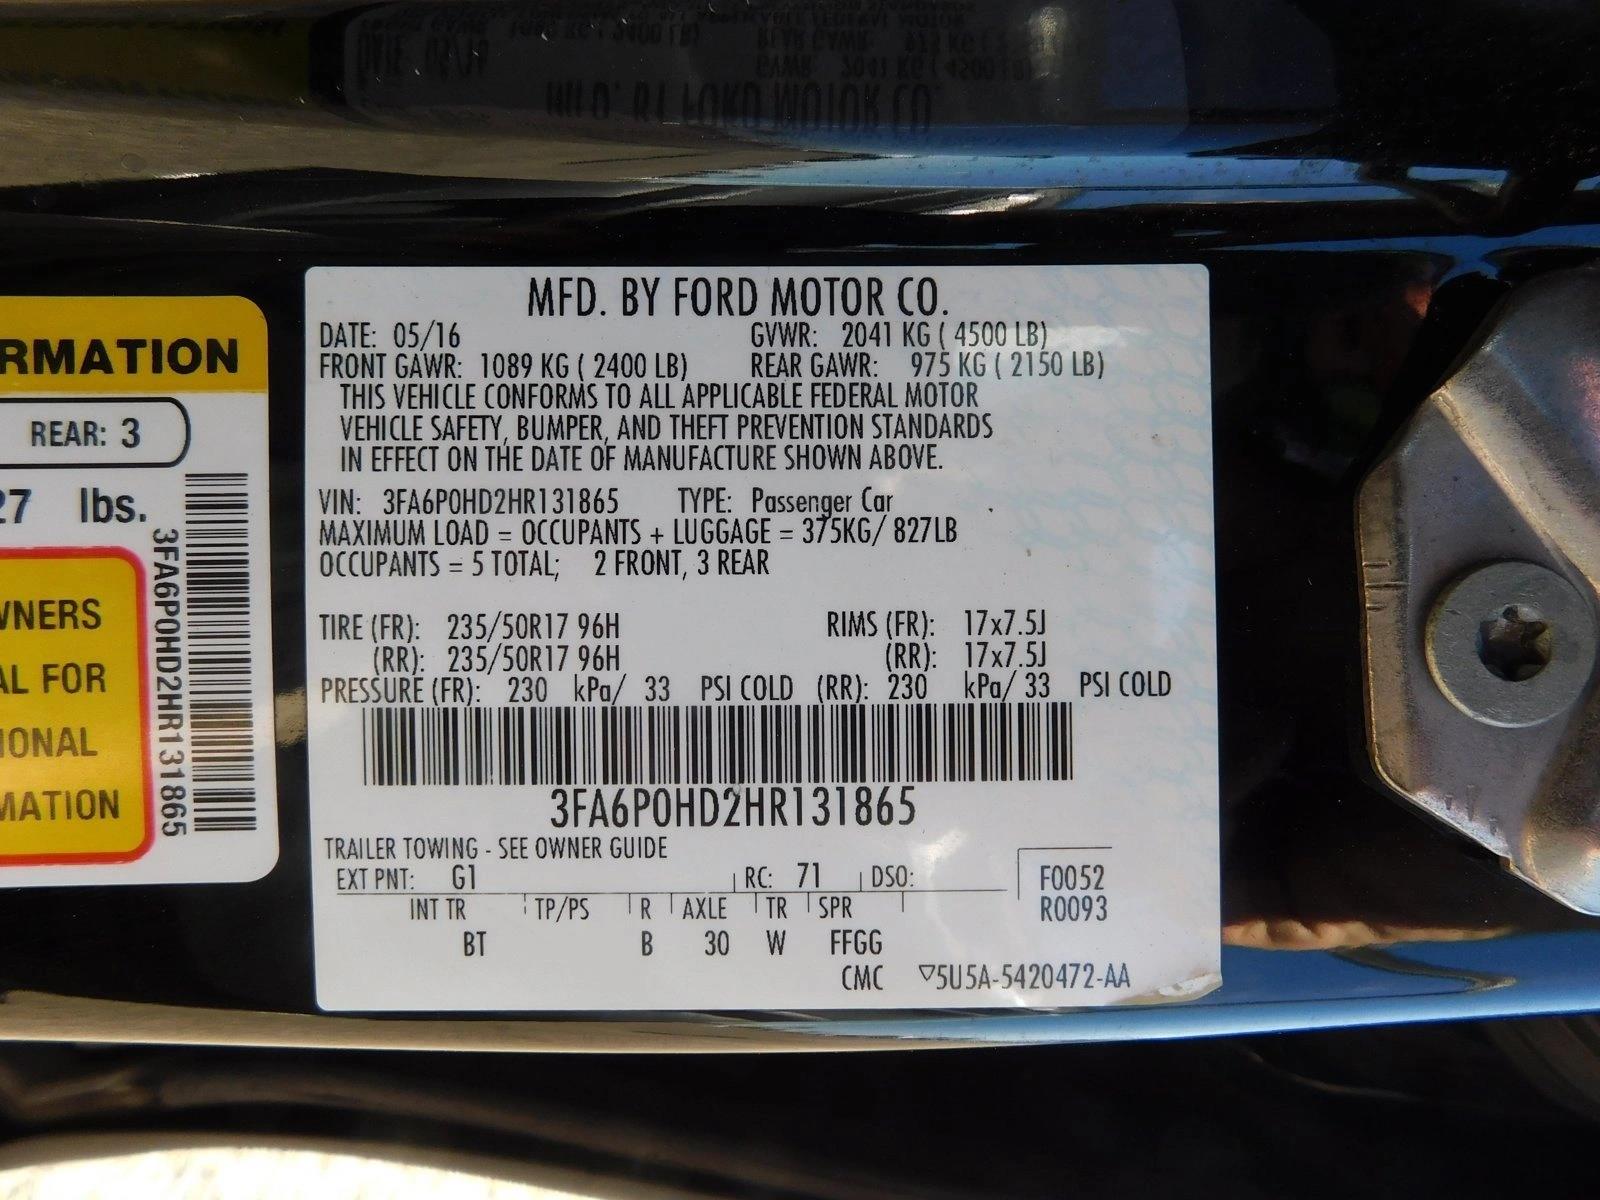 MFD. BY FORD MOTOR CO.
DATE: 05/16 GVWR: 2041 KG ( 4500 LB)
FRONT GAWR: 1089 KG ( 2400 LB) REAR GAWR: 975 KG ( 2150 LB)
THIS VEHICLE CONFORMS TO ALL APPLICABLE FEDERAL MOTOR
VEHICLE SAFETY, BUMPER, AND THEFT PREVENTION STANDARDS
IN EFFECT ON THE DATE OF MANUFACTURE SHOWN ABOVE.
VIN: 3FA6P0HD2HR131865 TYPE: Passenger Car
MAXIMUM LOAD = OCCUPANTS + LUGGAGE = 375KG/ 827LB
OCCUPANTS = 5 TOTAL; 2 FRONT, 3 REAR
TIRE (FR): 235/50R17 96H RIMS (FR): 17x7.5J
(RR): 235/50R17 96H (RR): 17x7.5J
PRESSURE (FR): 230 kPa/ 33 PSI COLD (RR): 230 kPa/ 33 PSI COLD
3FA6P0HD2HR131865
TRAILER TOWING - SEE OWNER GUIDE
EXT PNT: G1 RC: 71 DSO: F0052
INT TR TP/PS R AXLE TR SPR R0093
BT B 30 W FFGG
CMC ▽5U5A-5420472-AA
RMATION
REAR: 3
27 lbs.
3FA6P0HD2HR131865
WNERS
AL FOR
IONAL
MATION